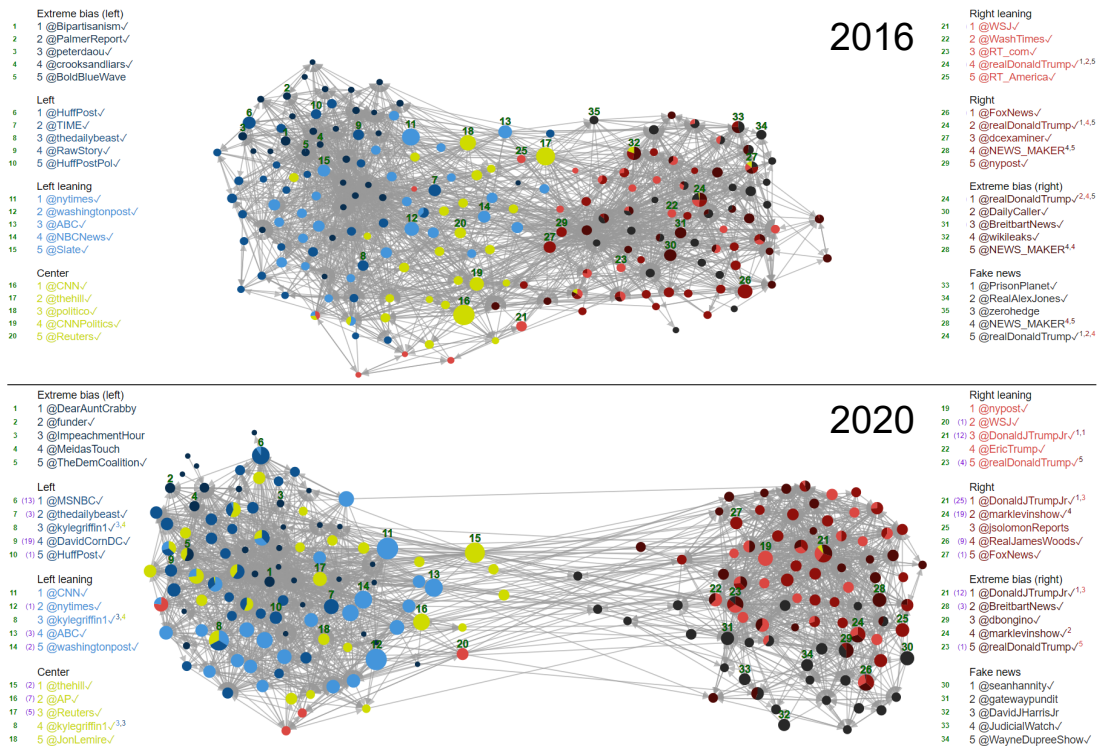 Extreme bias (left)
1 1 @Bipartisanism✓
2 2 @PalmerReport✓
3 3 @peterdaou✓
4 4 @crooksandliars✓
5 5 @BoldBlueWave
Left
6 1 @HuffPost✓
7 2 @TIME✓
8 3 @thedailybeast✓
9 4 @RawStory✓
10 5 @HuffPostPol✓
Left leaning
11 1 @nytimes✓
12 2 @washingtonpost✓
13 3 @ABC✓
14 4 @NBCNews✓
15 5 @Slate✓
Center
16 1 @CNN✓
17 2 @thehill✓
18 3 @politico✓
19 4 @CNNPolitics✓
20 5 @Reuters✓
2016
Right leaning
21 1 @WSJ✓
22 2 @WashTimes✓
23 3 @RT_com✓
24 4 @realDonaldTrump✓1,2,5
25 5 @RT_America✓
Right
26 1 @FoxNews✓
24 2 @realDonaldTrump✓1,4,5
27 3 @dcexaminer✓
28 4 @NEWS_MAKER4,5
29 5 @nypost✓
Extreme bias (right)
24 1 @realDonaldTrump✓2,4,5
30 2 @DailyCaller✓
31 3 @BreitbartNews✓
32 4 @wikileaks✓
28 5 @NEWS_MAKER4,4
Fake news
33 1 @PrisonPlanet✓
34 2 @RealAlexJones✓
35 3 @zerohedge
28 4 @NEWS_MAKER4,5
24 5 @realDonaldTrump✓1,2,4
Extreme bias (left)
1 1 @DearAuntCrabby
2 2 @funder✓
3 3 @ImpeachmentHour
4 4 @MeidasTouch
5 5 @TheDemCoalition✓
Left
6 (13) 1 @MSNBC✓
7 (3) 2 @thedailybeast✓
8 3 @kylegriffin1✓3,4
9 (19) 4 @DavidCornDC✓
10 (1) 5 @HuffPost✓
Left leaning
11 1 @CNN✓
12 (1) 2 @nytimes✓
8 3 @kylegriffin1✓3,4
13 (3) 4 @ABC✓
14 (2) 5 @washingtonpost✓
Center
15 (2) 1 @thehill✓
16 (7) 2 @AP✓
17 (5) 3 @Reuters✓
8 4 @kylegriffin1✓3,3
18 5 @JonLemire✓
2020
Right leaning
19 1 @nypost✓
20 (1) 2 @WSJ✓
21 (12) 3 @DonaldJTrumpJr✓1,1
22 4 @EricTrump✓
23 (4) 5 @realDonaldTrump✓5
Right
21 (25) 1 @DonaldJTrumpJr✓1,3
24 (19) 2 @marklevinshow✓4
25 3 @jsolomonReports
26 (9) 4 @RealJamesWoods✓
27 (1) 5 @FoxNews✓
Extreme bias (right)
21 (12) 1 @DonaldJTrumpJr✓1,3
28 (3) 2 @BreitbartNews✓
29 3 @dbongino✓
24 4 @marklevinshow✓2
23 (1) 5 @realDonaldTrump✓5
Fake news
30 1 @seanhannity✓
31 2 @gatewaypundit
32 3 @DavidJHarrisJr
33 4 @JudicialWatch✓
34 5 @WayneDupreeShow✓